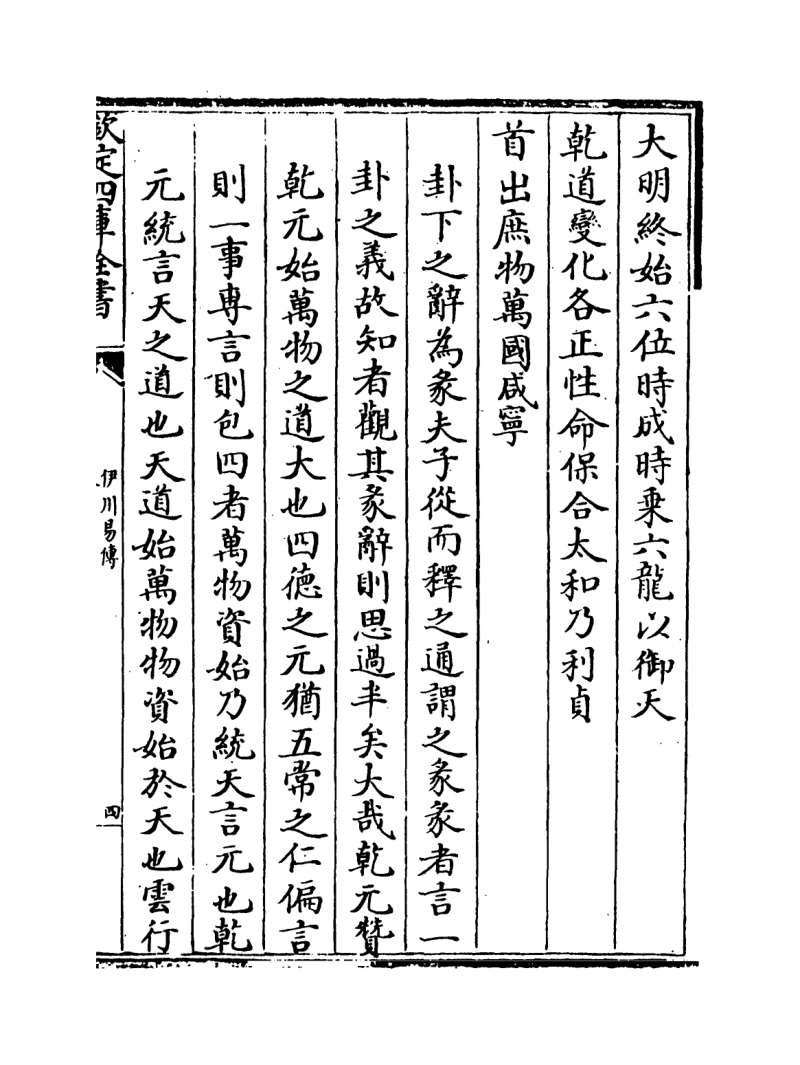 大明終始六位時成時乘六龍以御天
乾道變化各正性命保合太和乃利貞
首出庶物萬國咸寧
卦下之辭為彖夫子從而釋之通謂之彖彖者言一
卦之義故知者觀其彖辭則思過半矣大哉乾元贊
乾元始萬物之道大也四德之元猶五常之仁偏言
則一事專言則包四者萬物資始乃統天言元也乾
元統言天之道也天道始萬物物資始於天也雲行
欽定四庫全書
伊川易傳
四